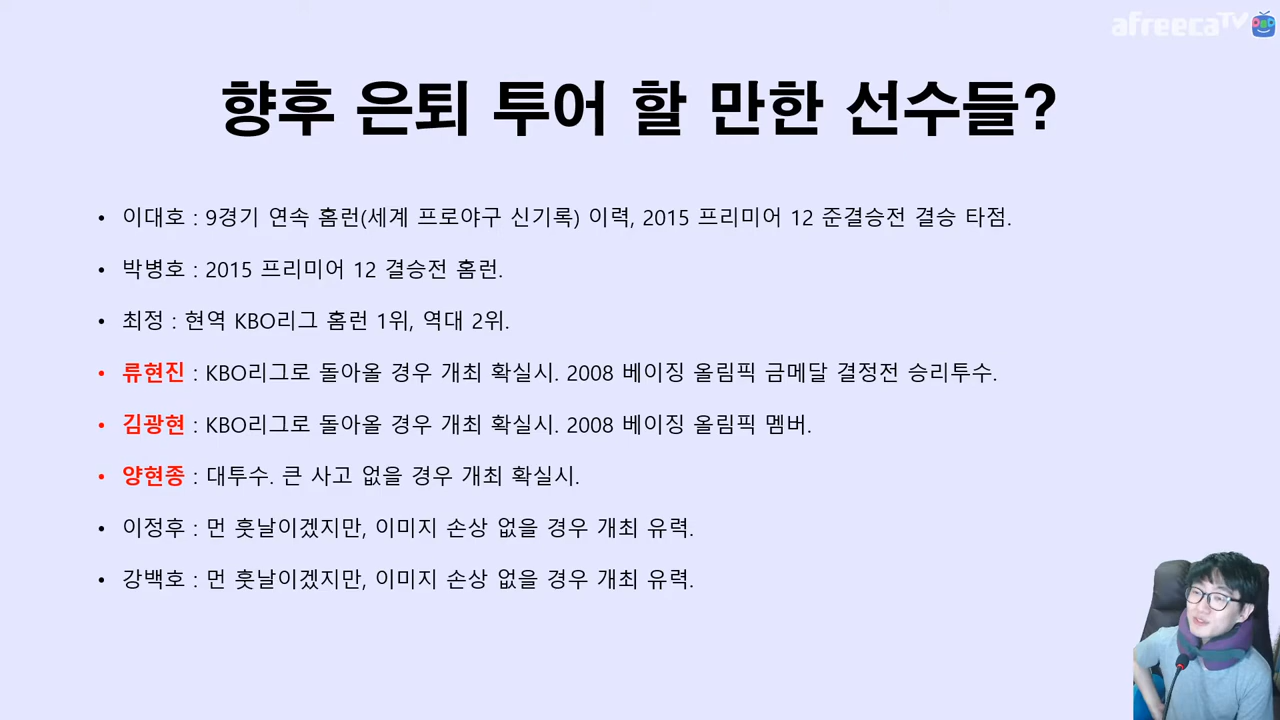 afreecaTV
향후 은퇴 투어 할 만한 선수들?
• 이대호 : 9경기 연속 홈런(세계 프로야구 신기록) 이력, 2015 프리미어 12 준결승전 결승 타점.
• 박병호 : 2015 프리미어 12 결승전 홈런.
• 최정 : 현역 KBO리그 홈런 1위, 역대 2위.
• 류현진 : KBO리그로 돌아올 경우 개최 확실시. 2008 베이징 올림픽 금메달 결정전 승리투수.
• 김광현 : KBO리그로 돌아올 경우 개최 확실시. 2008 베이징 올림픽 멤버.
• 양현종 : 대투수. 큰 사고 없을 경우 개최 확실시.
• 이정후 : 먼 훗날이겠지만, 이미지 손상 없을 경우 개최 유력.
• 강백호 : 먼 훗날이겠지만, 이미지 손상 없을 경우 개최 유력.